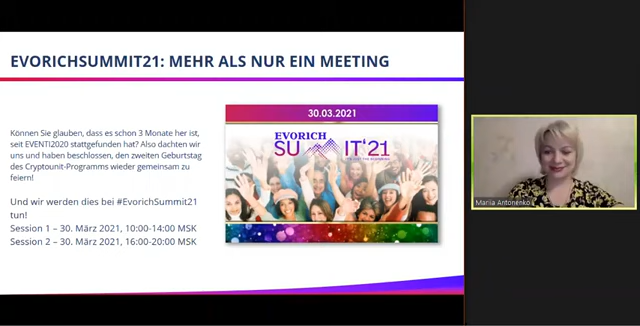 EVORICHSUMMIT21: MEHR ALS NUR EIN MEETING
Können Sie glauben, dass es schon 3 Monate her ist,
seit EVENTI2020 stattgefunden hat? Also dachten wir
uns und haben beschlossen, den zweiten Geburtstag
des Cryptounit-Programms wieder gemeinsam zu
feiern!
Und wir werden dies bei #EvorichSummit21
tun!
Session 1 – 30. März 2021, 10:00-14:00 MSK
Session 2 – 30. März 2021, 16:00-20:00 MSK
30.03.2021
EVORICH
SU IT'21
Mariia Antonenko